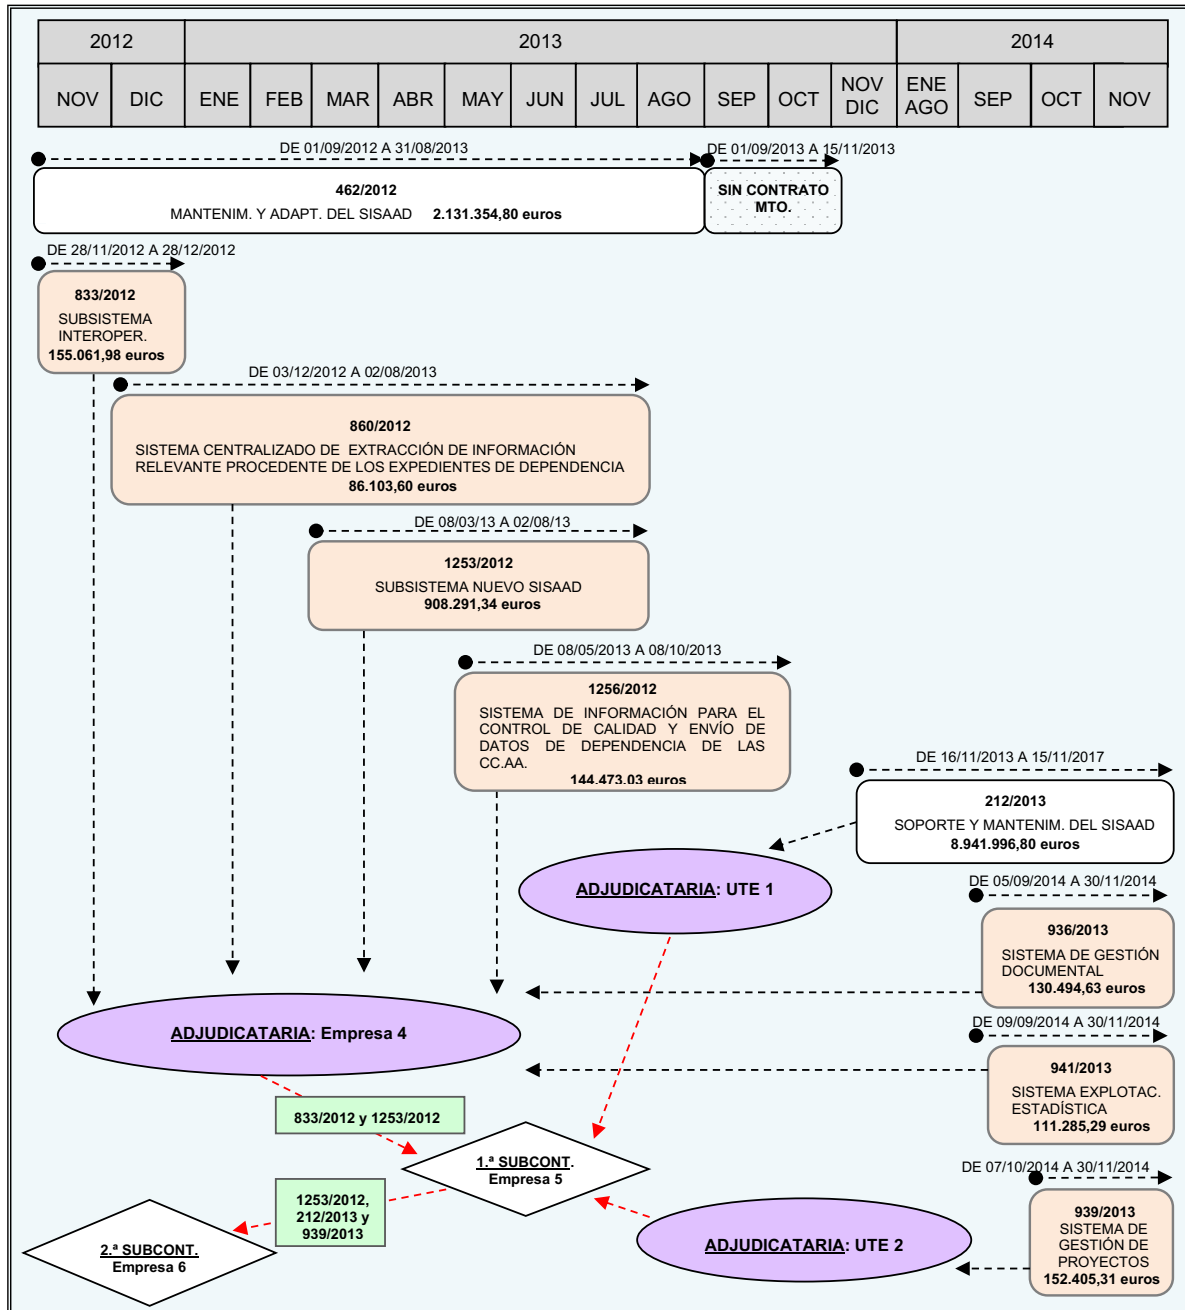 2012 2013 2014
NOV DIC ENE FEB MAR ABR MAY JUN JUL AGO SEP OCT NOV DIC ENE AGO SEP OCT NOV
DE 01/09/2012 A 31/08/2013
DE 01/09/2013 A 15/11/2013
462/2012
MANTENIM. Y ADAPT. DEL SISAAD 2.131.354,80 euros
SIN CONTRATO
MTO.
DE 28/11/2012 A 28/12/2012
833/2012
SUBSISTEMA
INTEROPER.
155.061,98 euros
DE 03/12/2012 A 02/08/2013
860/2012
SISTEMA CENTRALIZADO DE EXTRACCIÓN DE INFORMACIÓN
RELEVANTE PROCEDENTE DE LOS EXPEDIENTES DE DEPENDENCIA
86.103,60 euros
DE 08/03/13 A 02/08/13
1253/2012
SUBSISTEMA NUEVO SISAAD
908.291,34 euros
DE 08/05/2013 A 08/10/2013
1256/2012
SISTEMA DE INFORMACIÓN PARA EL
CONTROL DE CALIDAD Y ENVÍO DE
DATOS DE DEPENDENCIA DE LAS
CC.AA.
144.473,03 euros
DE 16/11/2013 A 15/11/2017
212/2013
SOPORTE Y MANTENIM. DEL SISAAD
8.941.996,80 euros
ADJUDICATARIA: UTE 1
DE 05/09/2014 A 30/11/2014
936/2013
SISTEMA DE GESTIÓN
DOCUMENTAL
130.494,63 euros
ADJUDICATARIA: Empresa 4
DE 09/09/2014 A 30/11/2014
941/2013
SISTEMA EXPLOTAC.
ESTADÍSTICA
111.285,29 euros
833/2012 y 1253/2012
1.ª SUBCONT.
Empresa 5
DE 07/10/2014 A 30/11/2014
939/2013
SISTEMA DE
GESTIÓN DE
PROYECTOS
152.405,31 euros
1253/2012,
212/2013 y
939/2013
ADJUDICATARIA: UTE 2
2.ª SUBCONT.
Empresa 6